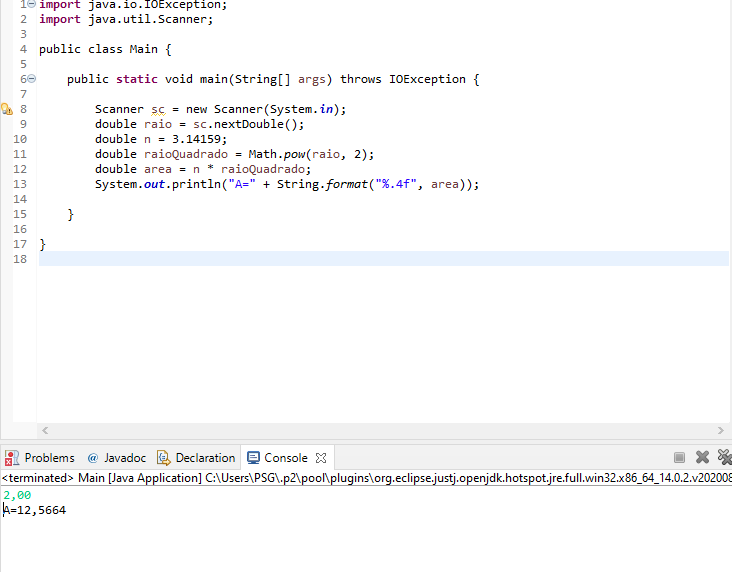 1 import java.io.IOException;
2 import java.util.Scanner;
3
4 public class Main {
5
6     public static void main(String[] args) throws IOException {
7
8         Scanner sc = new Scanner(System.in);
9         double raio = sc.nextDouble();
10         double n = 3.14159;
11         double raioQuadrado = Math.pow(raio, 2);
12         double area = n * raioQuadrado;
13         System.out.println("A=" + String.format("%.4f", area));
14
15     }
16
17 }
18
Problems @ Javadoc Declaration Console
<terminated> Main [Java Application] C:\Users\PSG\.p2\pool\plugins\org.eclipse.justj.openjdk.hotspot.jre.full.win32.x86_64_14.0.2.v202008
2,00
A=12,5664